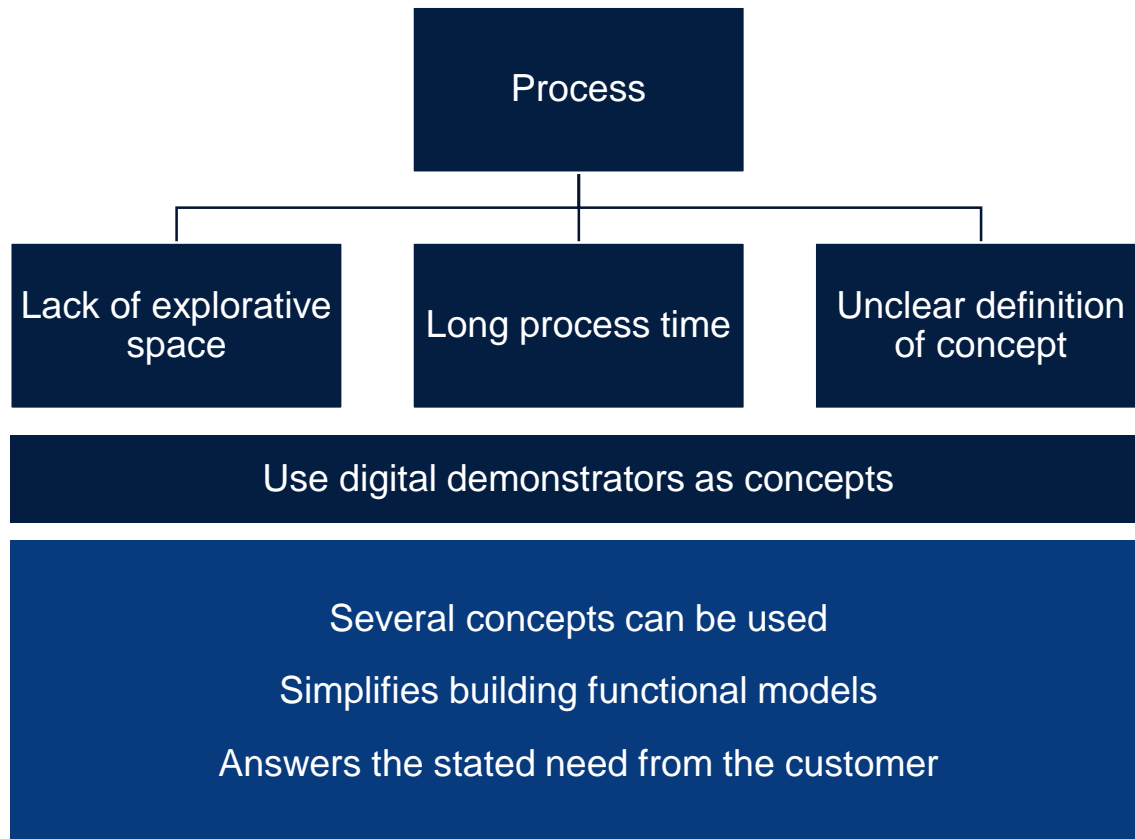 Process
Lack of explorative
space
Long process time
Unclear definition
of concept
Use digital demonstrators as concepts
Several concepts can be used
Simplifies building functional models
Answers the stated need from the customer